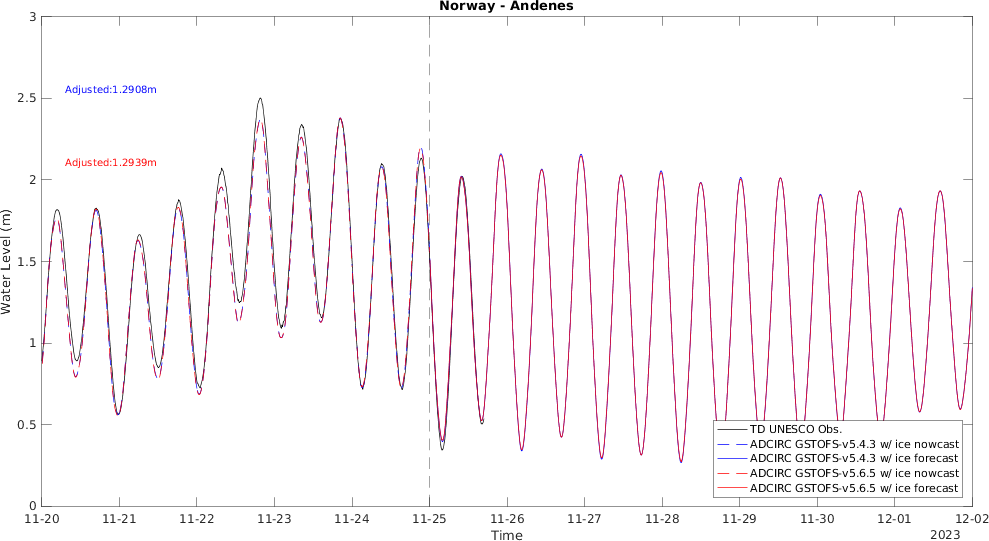 Norway - Andenes
3
2.5
2
1.5
1
0.5
0
Water Level (m)
Adjusted:1.2908m
Adjusted:1.2939m
TD UNESCO Obs.
ADCIRC GSTOFS-v5.4.3 w/ ice nowcast
ADCIRC GSTOFS-v5.4.3 w/ ice forecast
ADCIRC GSTOFS-v5.6.5 w/ ice nowcast
ADCIRC GSTOFS-v5.6.5 w/ ice forecast
11-20 11-21 11-22 11-23 11-24 11-25 11-26 11-27 11-28 11-29 11-30 12-01 12-02
Time
2023